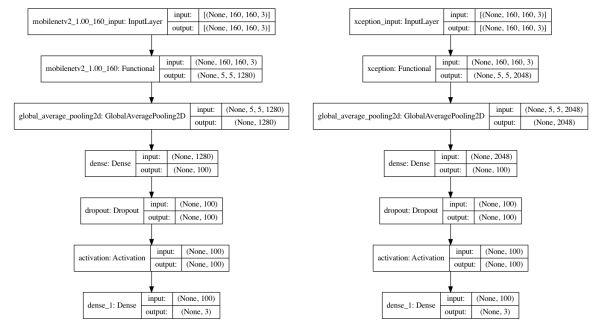 mobilenetv2_1.00_160_input: InputLayer
input: [(None, 160, 160, 3)]
output: [(None, 160, 160, 3)]
mobilenetv2_1.00_160: Functional
input: (None, 160, 160, 3)
output: (None, 5, 5, 1280)
global_average_pooling2d: GlobalAveragePooling2D
input: (None, 5, 5, 1280)
output: (None, 1280)
dense: Dense
input: (None, 1280)
output: (None, 100)
dropout: Dropout
input: (None, 100)
output: (None, 100)
activation: Activation
input: (None, 100)
output: (None, 100)
dense_1: Dense
input: (None, 100)
output: (None, 3)
xception_input: InputLayer
input: [(None, 160, 160, 3)]
output: [(None, 160, 160, 3)]
xception: Functional
input: (None, 160, 160, 3)
output: (None, 5, 5, 2048)
global_average_pooling2d: GlobalAveragePooling2D
input: (None, 5, 5, 2048)
output: (None, 2048)
dense: Dense
input: (None, 2048)
output: (None, 100)
dropout: Dropout
input: (None, 100)
output: (None, 100)
activation: Activation
input: (None, 100)
output: (None, 100)
dense_1: Dense
input: (None, 100)
output: (None, 3)